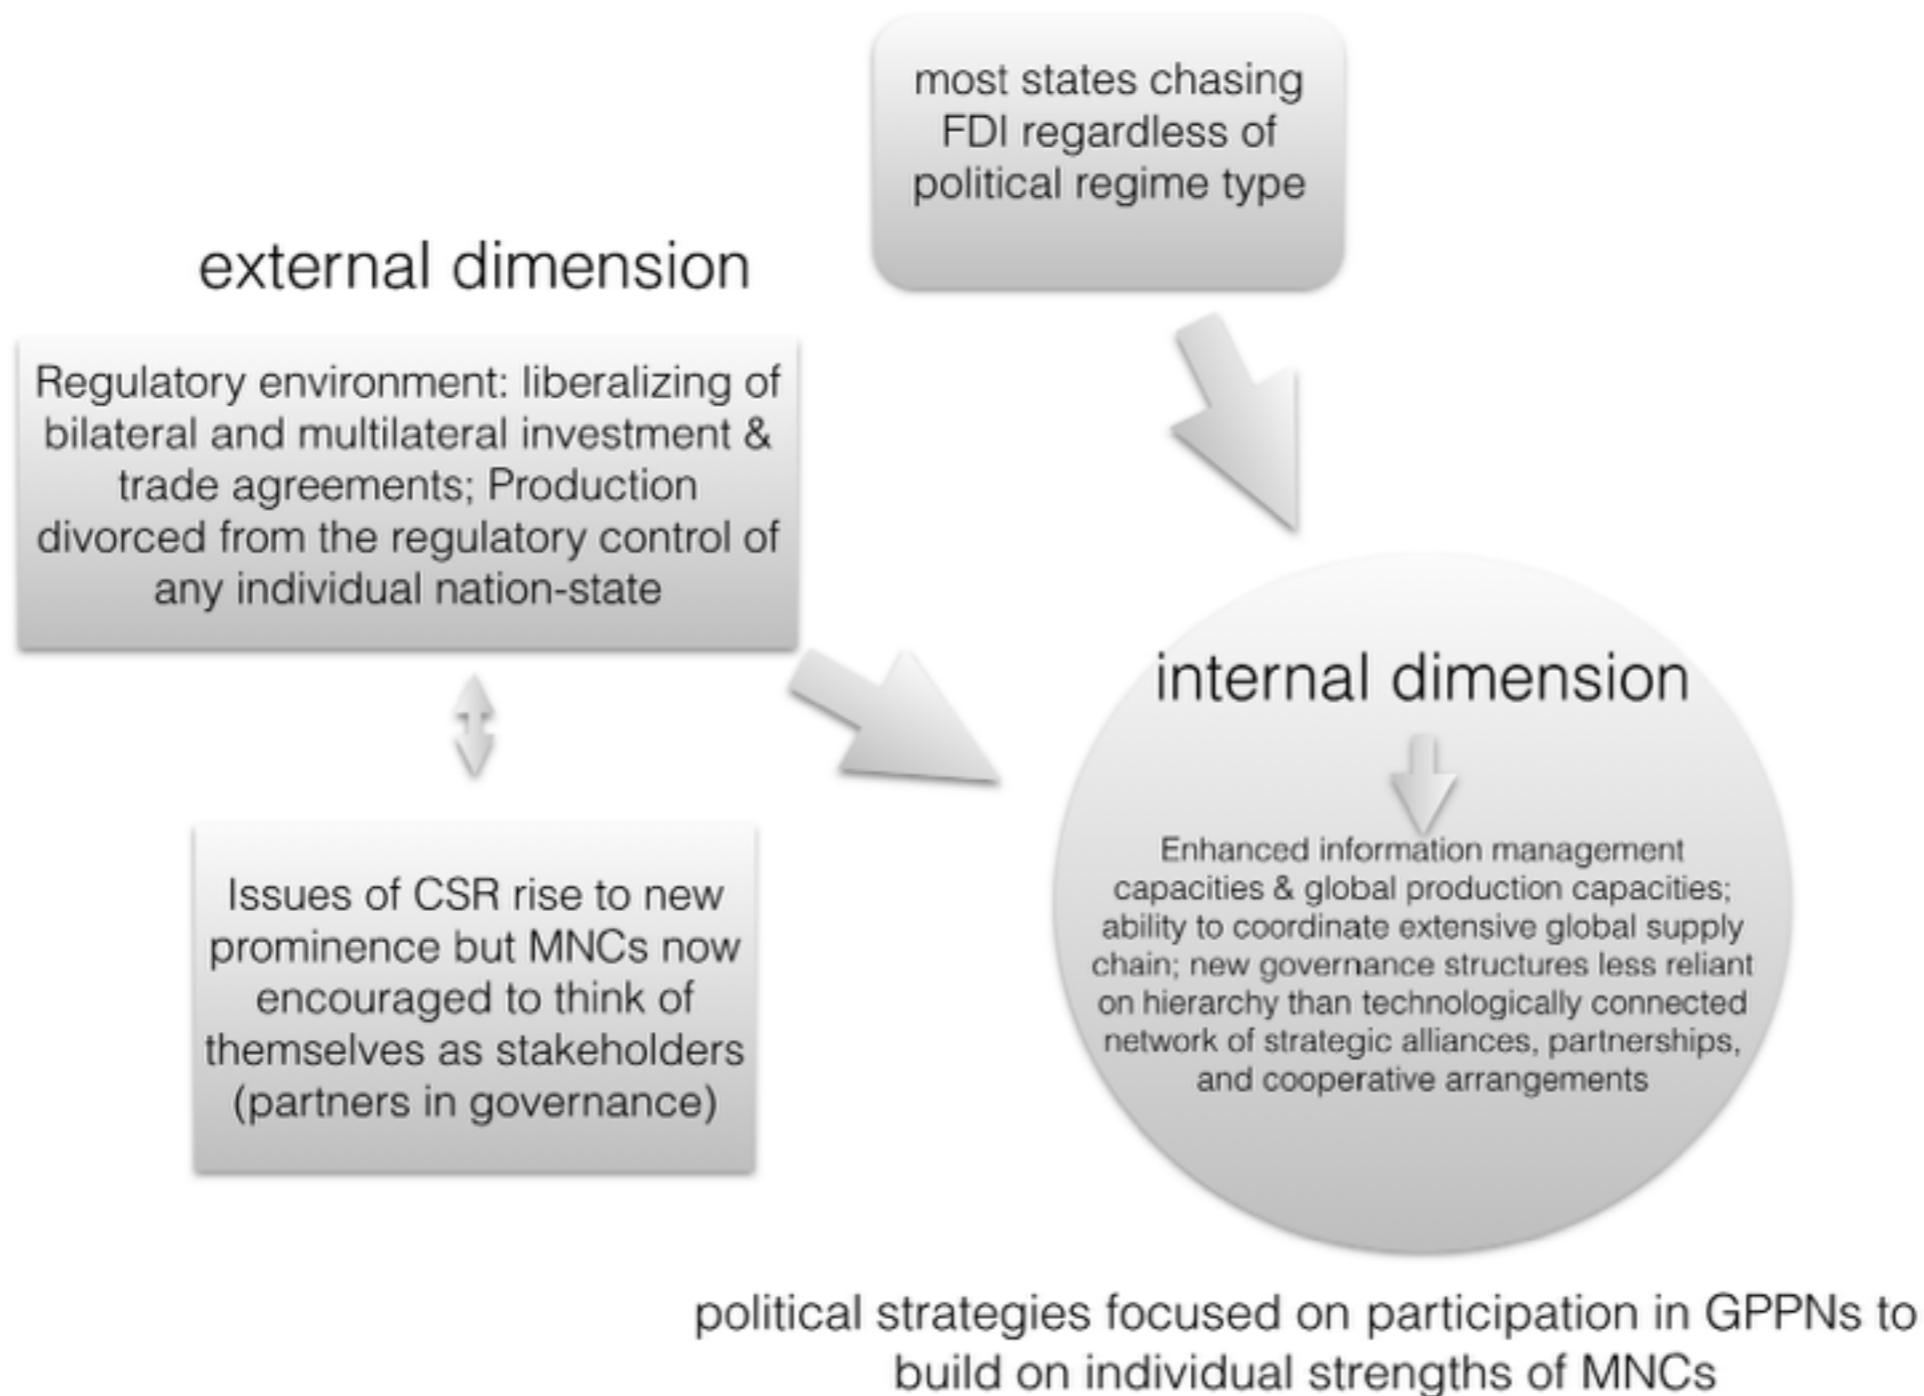 most states chasing
FDI regardless of
political regime type
external dimension
Regulatory environment: liberalizing of
bilateral and multilateral investment &
trade agreements; Production
divorced from the regulatory control of
any individual nation-state
Issues of CSR rise to new
prominence but MNCs now
encouraged to think of
themselves as stakeholders
(partners in governance)
internal dimension
Enhanced information management
capacities & global production capacities;
ability to coordinate extensive global supply
chain; new governance structures less reliant
on hierarchy than technologically connected
network of strategic alliances, partnerships,
and cooperative arrangements
political strategies focused on participation in GPPNs to
build on individual strengths of MNCs